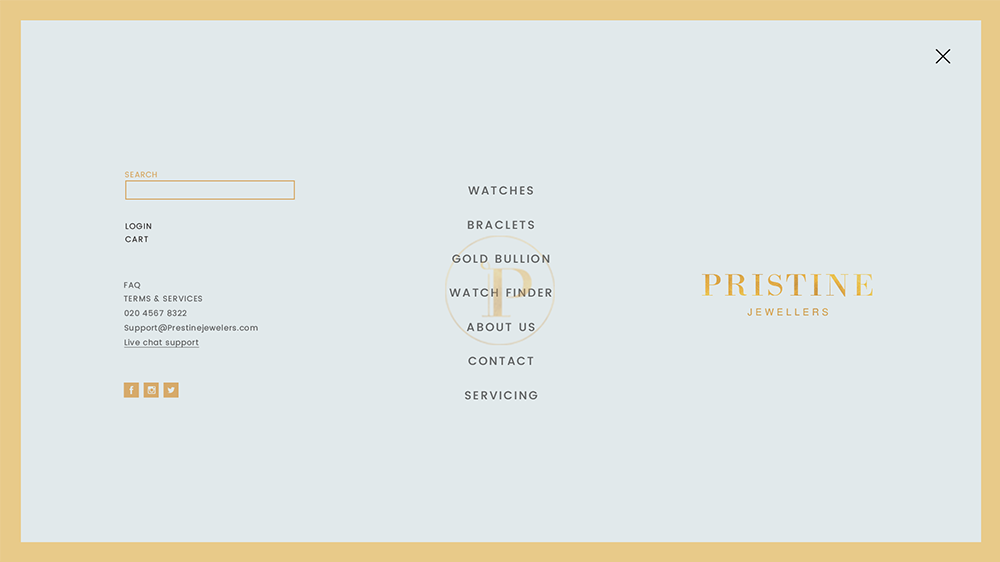 SEARCH
LOGIN
CART
FAQ
TERMS & SERVICES
020 4567 8322
Support@Prestinejewelers.com
Live chat support
WATCHES
BRACLETS
GOLD BULLION
P
WATCH FINDER
ABOUT US
CONTACT
SERVICING
PRISTINE
JEWELLERS